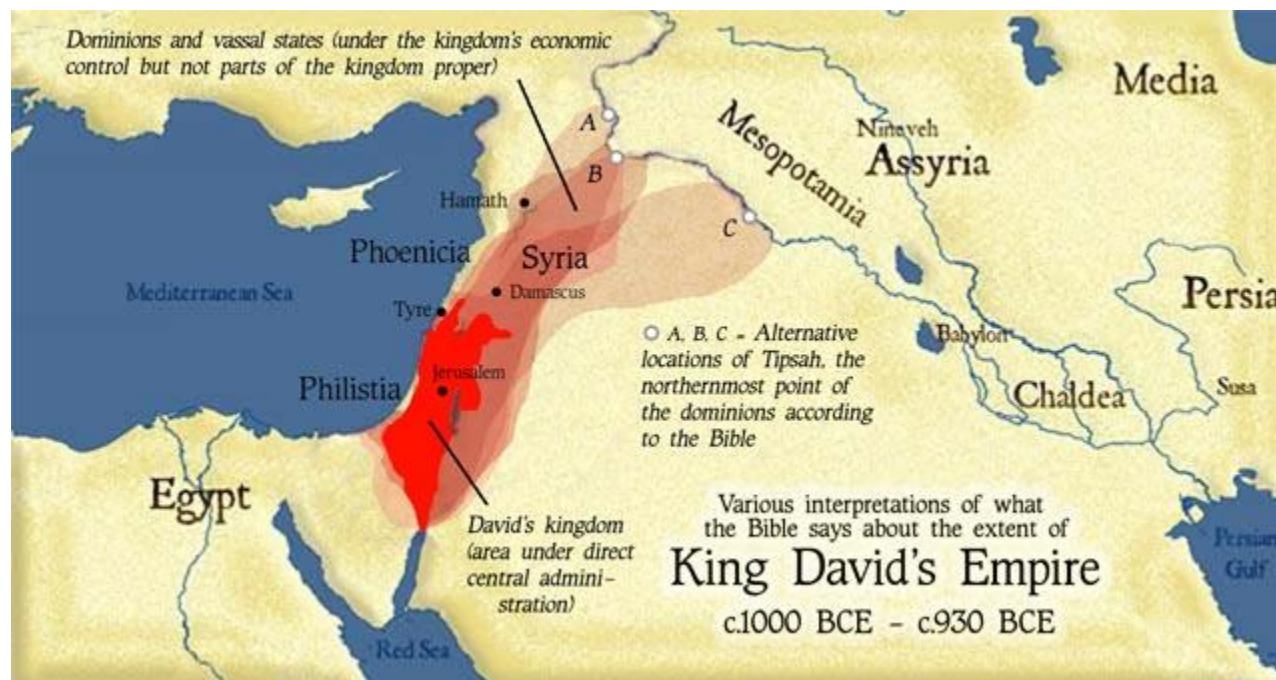 Dominions and vassal states (under the kingdom's economic
control but not parts of the kingdom proper)
Media
A
Nineveh
Mesopotamia
Assyria
B
Hamath
C
Phoenicia
Syria
Mediterranean Sea
Damascus
Persia
Tyre
A, B, C - Alternative
locations of Tipsah, the
northernmost point of
the dominions according
to the Bible
Babylon
Jerusalem
Philistia
Chaldea
Susa
Egypt
David's kingdom
(area under direct
central admini-
stration)
Various interpretations of what
the Bible says about the extent of
King David's Empire
c.1000 BCE - c.930 BCE
Persian
Gulf
Red Sea